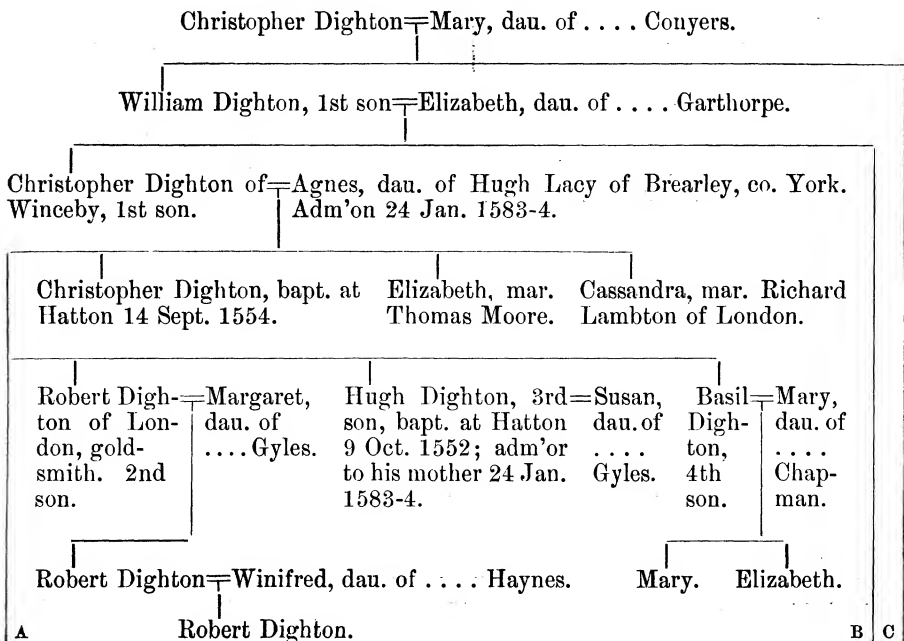 Christopher Dighton=Mary, dau. of . . . . Conyers.
William Dighton, 1st son=Elizabeth, dau. of . . . . Garthorpe.
Christopher Dighton of=Agnes, dau. of Hugh Lacy of Brearley, co. York.
Winceby, 1st son. Adm'on 24 Jan. 1583-4.
Christopher Dighton, bapt. at
Hatton 14 Sept. 1554.
Elizabeth, mar.
Thomas Moore.
Cassandra, mar. Richard
Lambton of London.
Robert Digh-=Margaret,
ton of Lon- dau. of
don, gold- . . . . Gyles.
smith. 2nd
son.
Hugh Dighton, 3rd=Susan,
son, bapt. at Hatton dau. of
9 Oct. 1552; adm'or . . . .
to his mother 24 Jan. Gyles.
1583-4.
Basil=Mary,
Digh- dau. of
ton, . . . .
4th Chap-
son. man.
Robert Dighton=Winifred, dau. of . . . . Haynes.
Mary. Elizabeth.
A Robert Dighton. B C